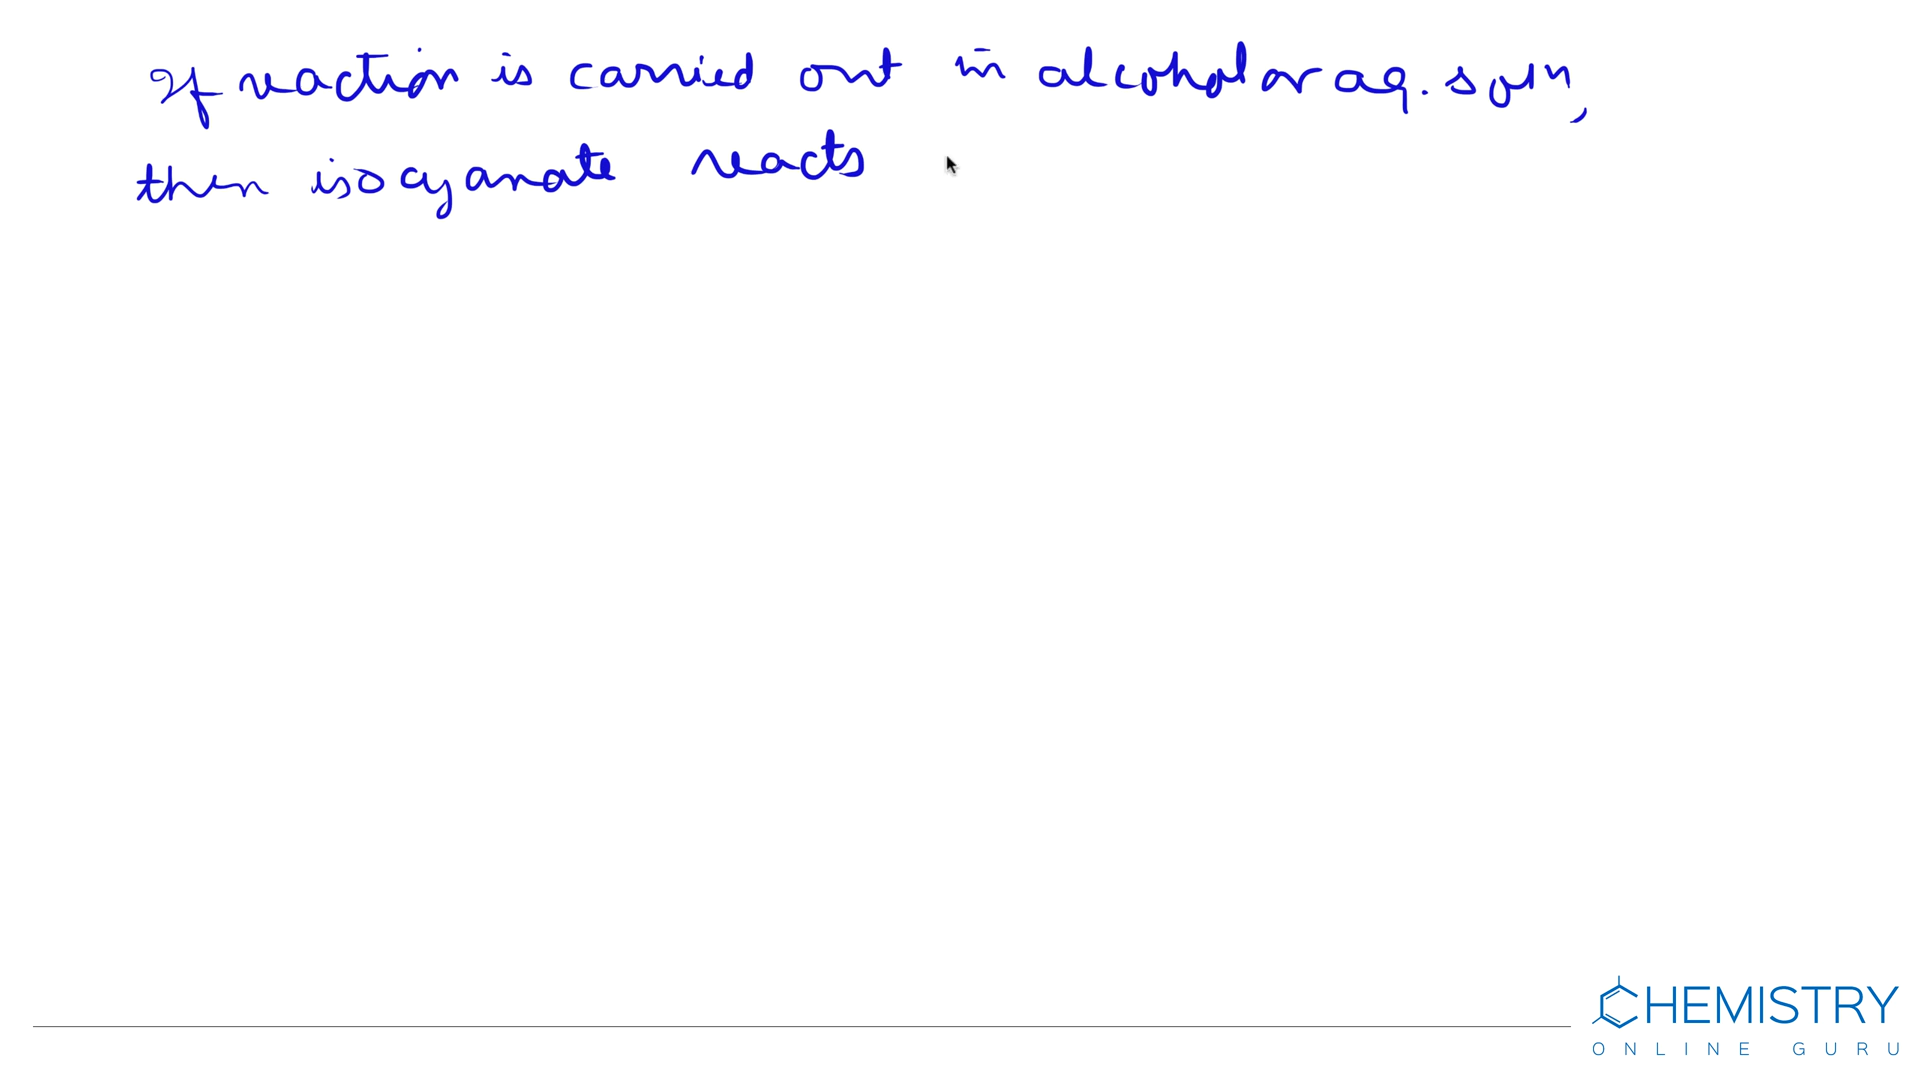 If reaction is carried out in alcohol or aq. soln,
then isocyanate reacts
CHEMISTRY
ONLINE GURU